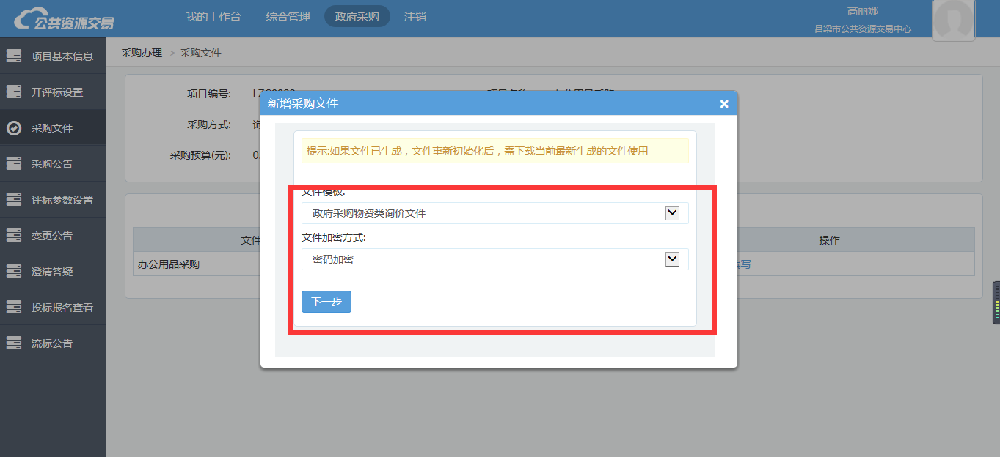 公共资源交易
我的工作台 综合管理 政府采购 注销
高丽娜
吕梁市公共资源交易中心
项目基本信息
开评标设置
采购文件
采购公告
评标参数设置
变更公告
澄清答疑
投标报名查看
流标公告
采购办理 > 采购文件
项目编号:
采购方式: 询
采购预算(元): 0.
新增采购文件 ×
提示:如果文件已生成，文件重新初始化后，需下载当前最新生成的文件使用
文件模板:
政府采购物资类询价文件
文件加密方式:
密码加密
下一步
文件 操作
办公用品采购